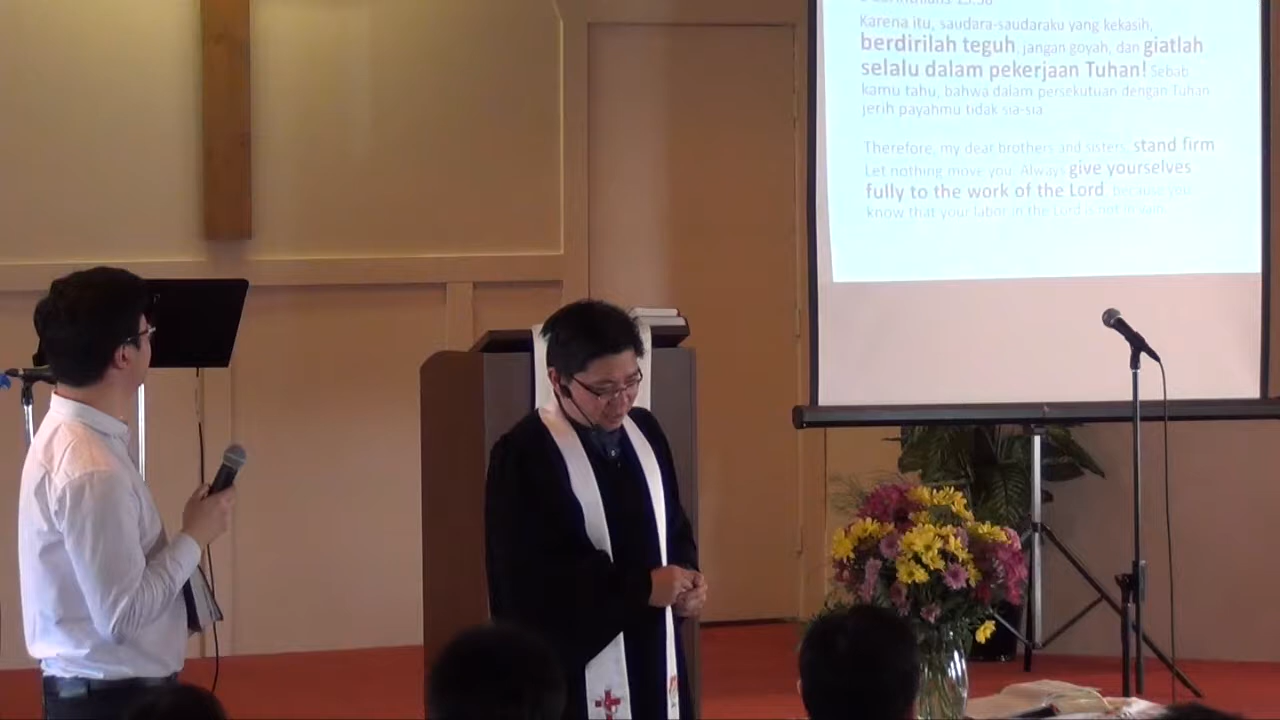 Karena itu, saudara-saudaraku yang kekasih,
berdirilah teguh, jangan goyah, dan giatlah
selalu dalam pekerjaan Tuhan! Sebab
kamu tahu, bahwa dalam persekutuan dengan Tuhan
jerih payahmu tidak sia-sia
Therefore, my dear brothers and sisters, stand firm
Let nothing move you. Always give yourselves
fully to the work of the Lord, because you
know that your labor in the Lord is not in vain.